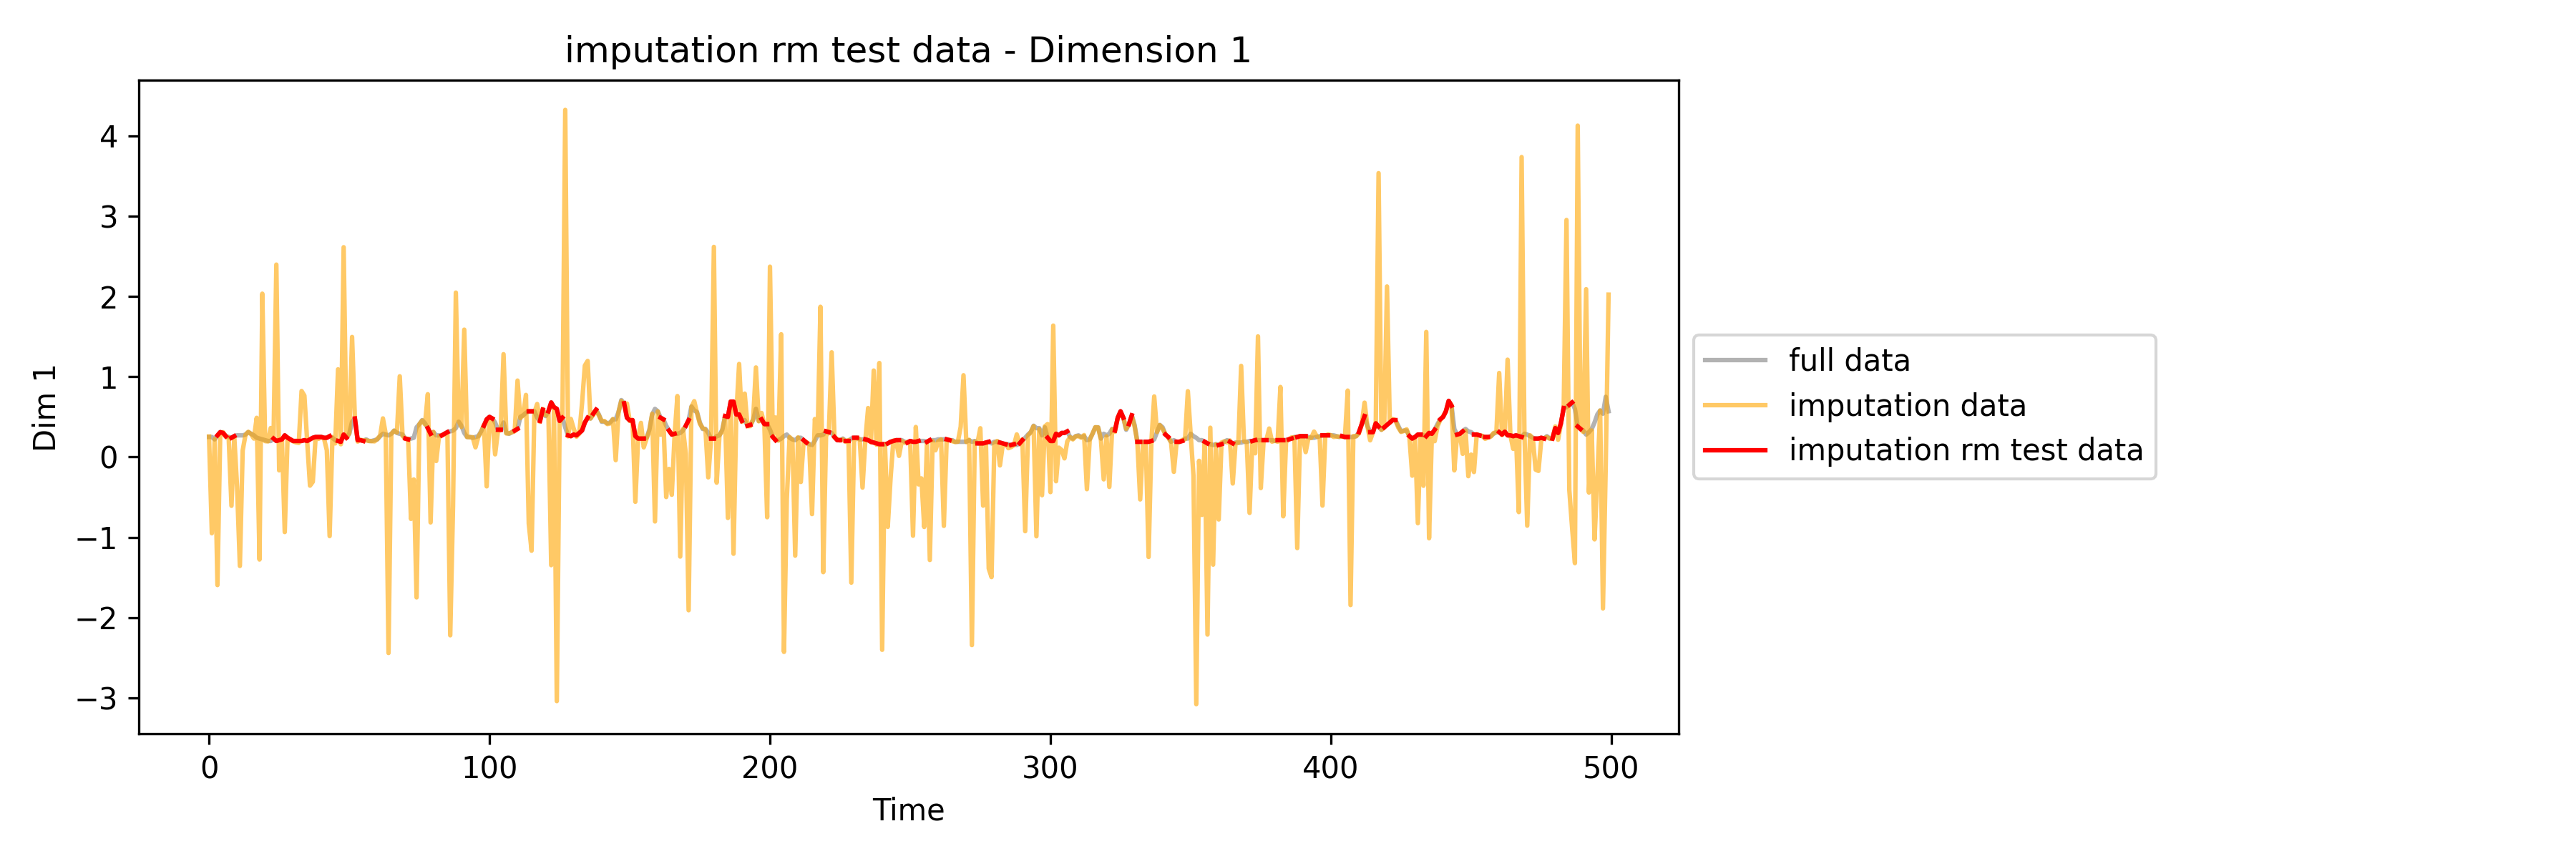 imputation rm test data - Dimension 1
Dim 1
4
3
2
1
0
−1
−2
−3
0 100 200 300 400 500
Time
full data
imputation data
imputation rm test data